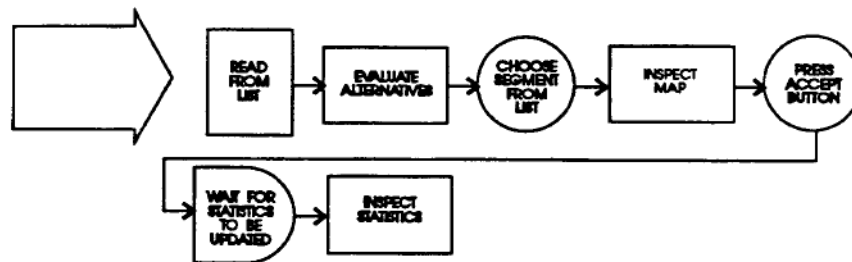 READ
FROM
LIST
EVALUATE
ALTERNATIVES
CHOOSE
SEGMENT
FROM
LIST
INSPECT
MAP
PRESS
ACCEPT
BUTTON
WAIT FOR
STATISTICS
TO BE
UPDATED
INSPECT
STATISTICS